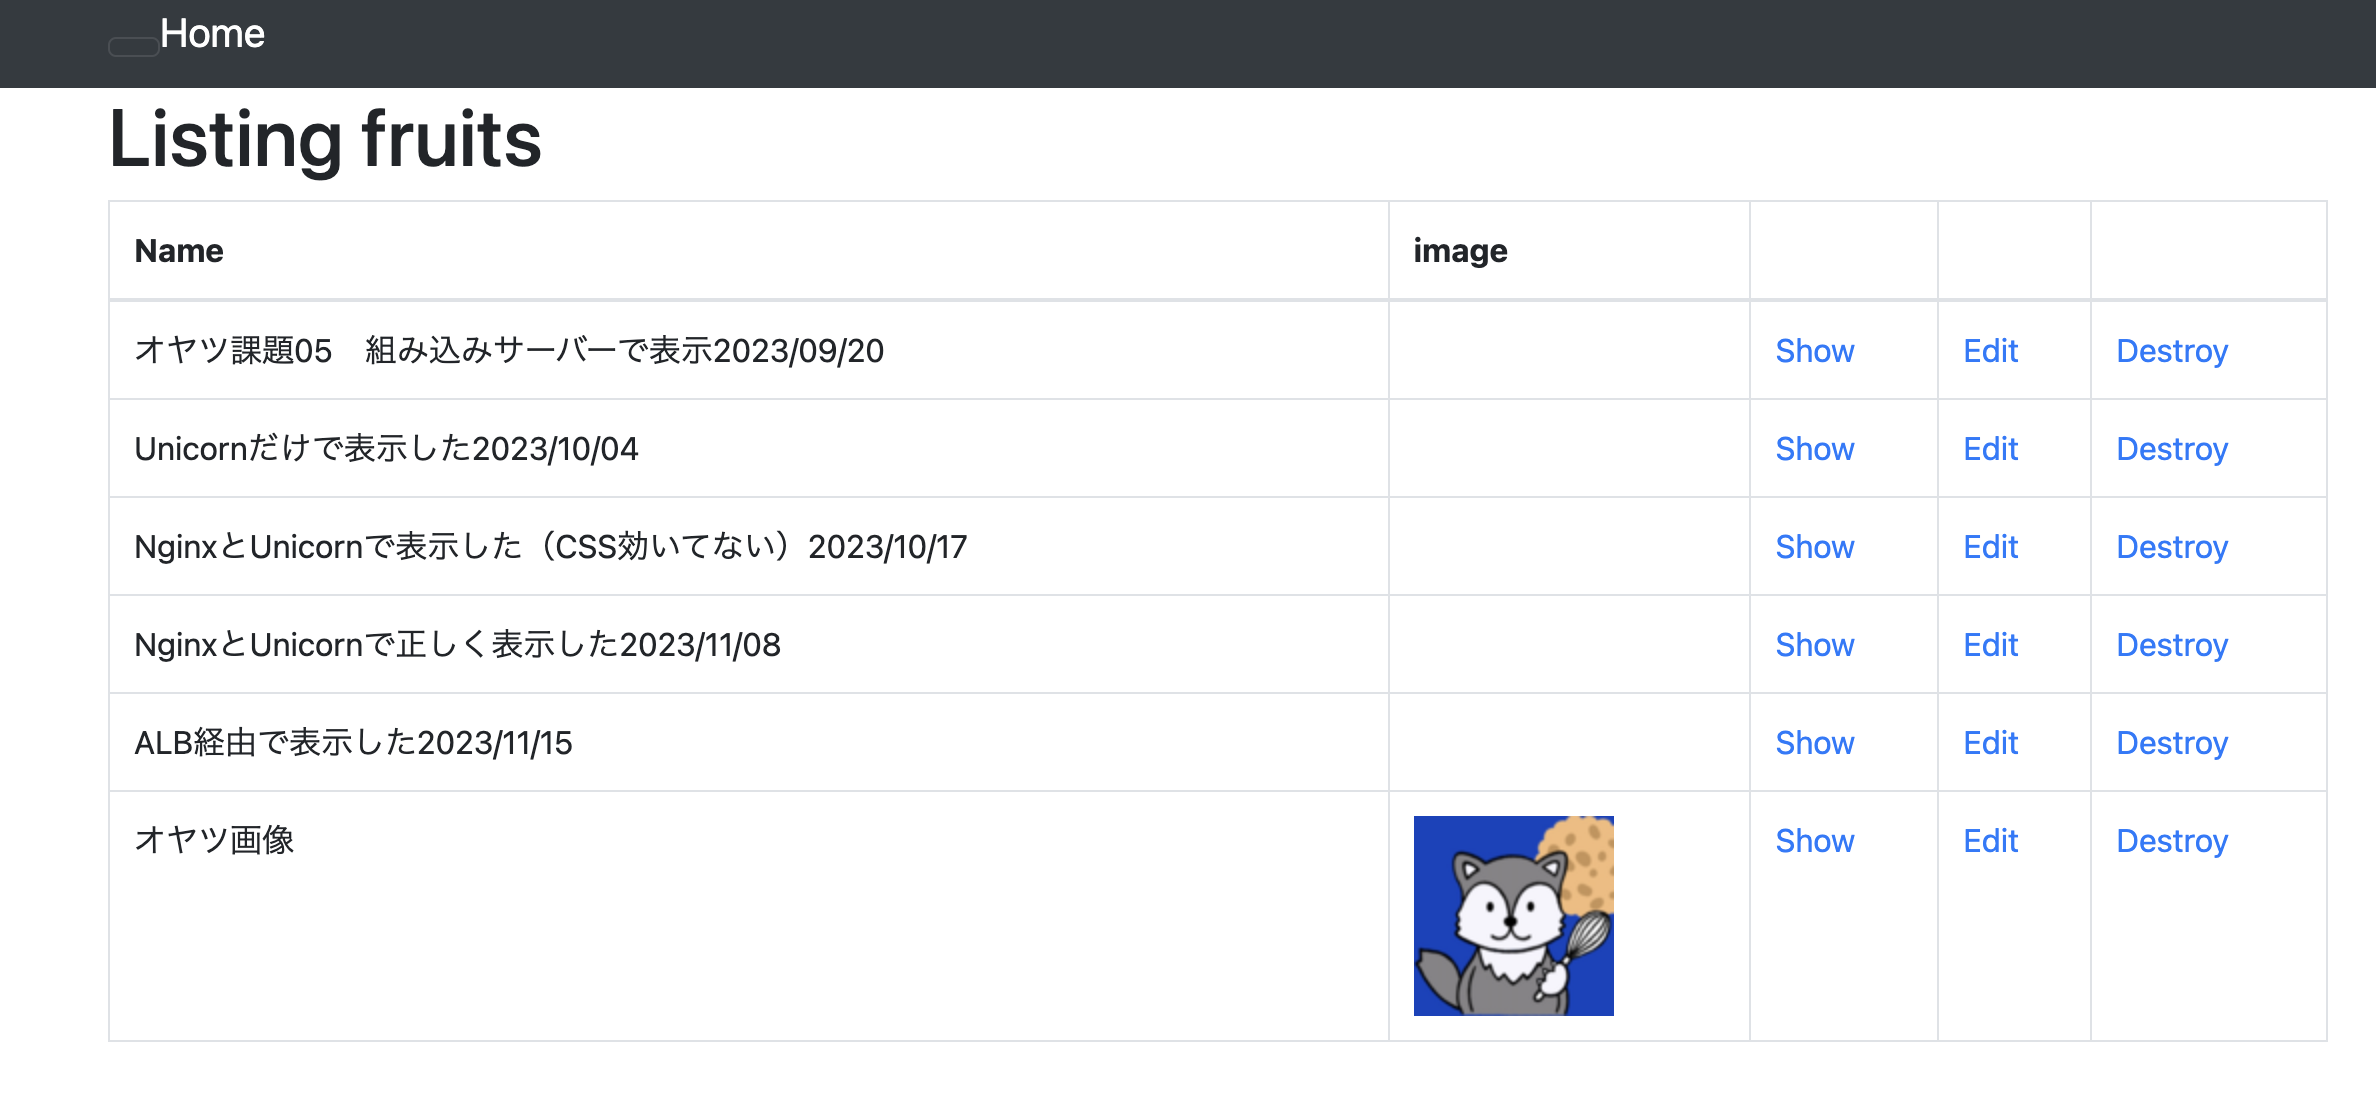 Home
Listing fruits
Name image
オヤツ課題05　組み込みサーバーで表示2023/09/20 Show Edit Destroy
Unicornだけで表示した2023/10/04 Show Edit Destroy
NginxとUnicornで表示した（CSS効いてない）2023/10/17 Show Edit Destroy
NginxとUnicornで正しく表示した2023/11/08 Show Edit Destroy
ALB経由で表示した2023/11/15 Show Edit Destroy
オヤツ画像 Show Edit Destroy